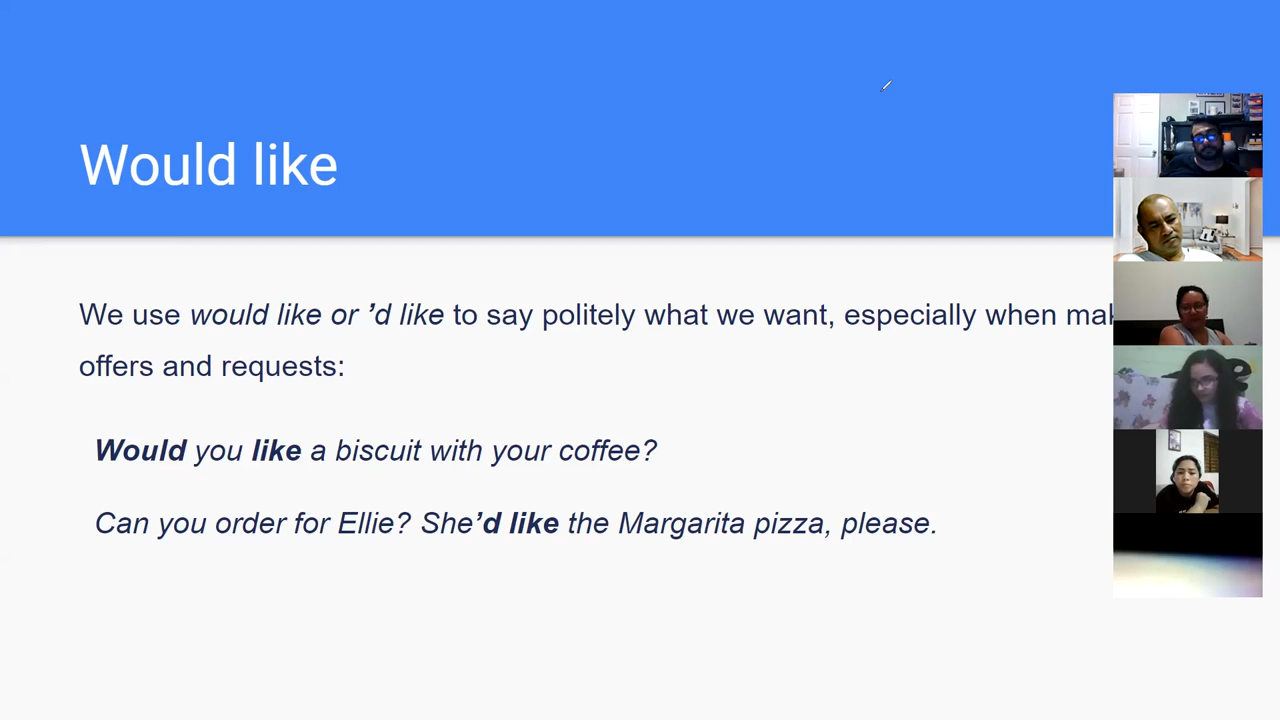 Would like
We use would like or ’d like to say politely what we want, especially when
offers and requests:
Would you like a biscuit with your coffee?
Can you order for Ellie? She’d like the Margarita pizza, please.